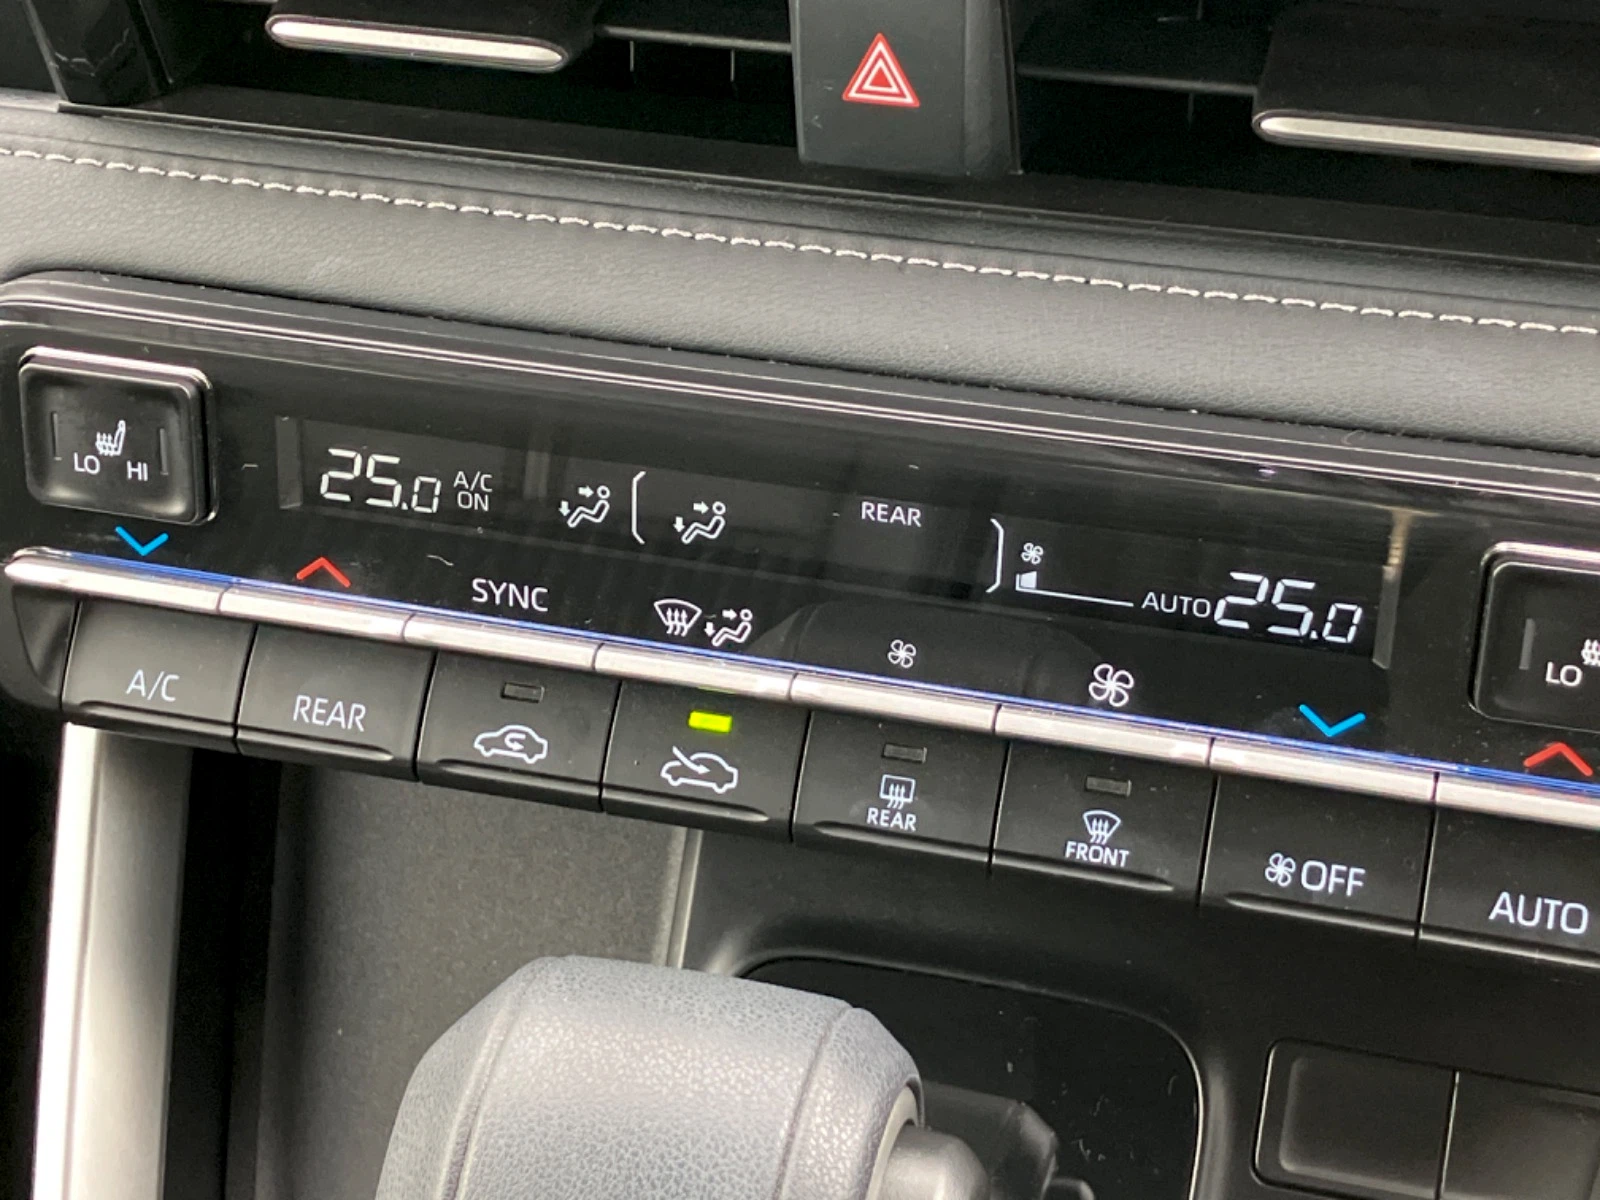 LO HI
25.0 A/C ON
REAR
AUTO 25.0
SYNC
LO
A/C
REAR
REAR
FRONT
OFF
AUTO